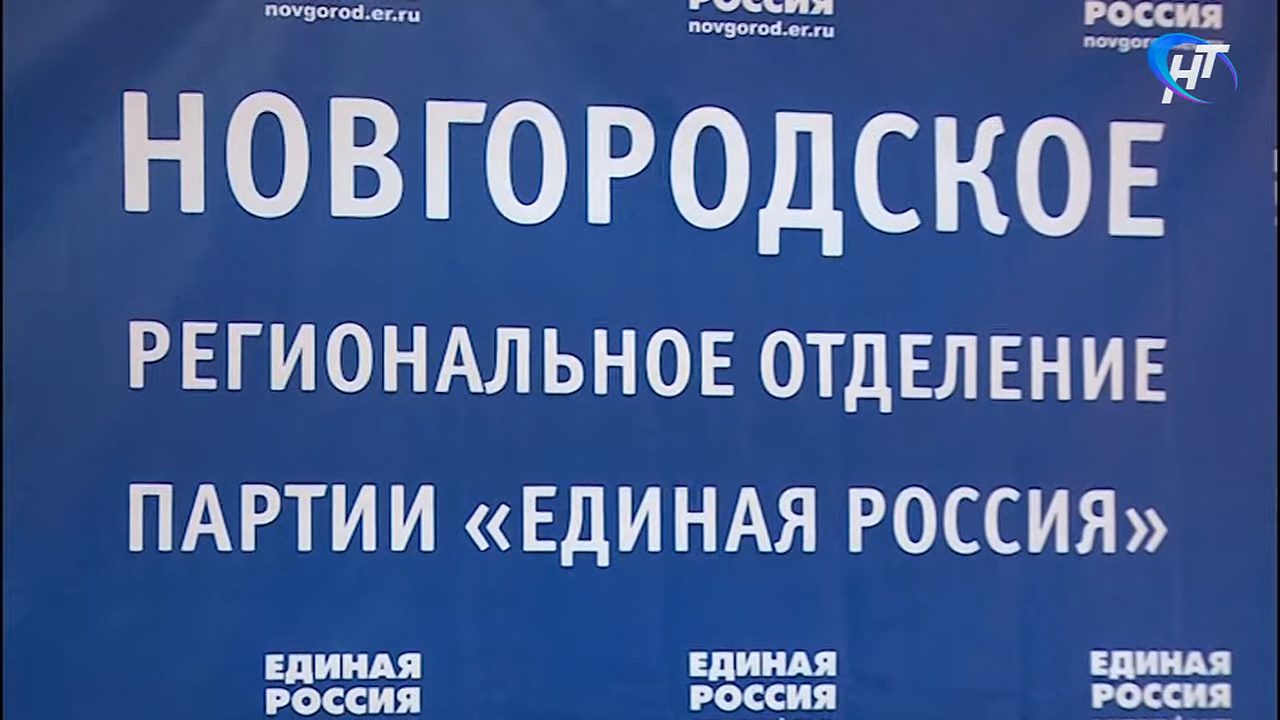 РОССИЯ
РОССИЯ
novgorod.er.ru
novgorod.er.ru
НТ
НОВГОРОДСКОЕ
РЕГИОНАЛЬНОЕ ОТДЕЛЕНИЕ
ПАРТИИ «ЕДИНАЯ РОССИЯ»
ЕДИНАЯ
РОССИЯ
ЕДИНАЯ
РОССИЯ
ЕДИНАЯ
РОССИЯ